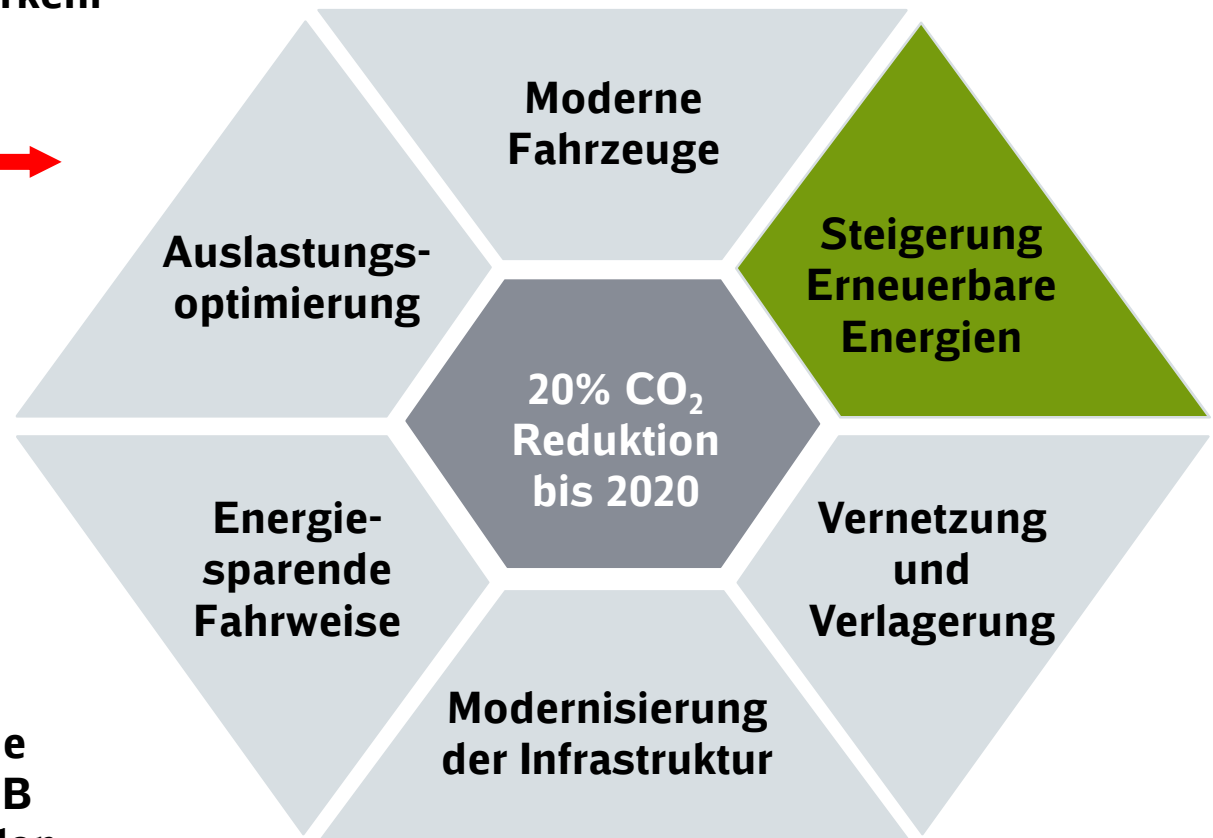 Moderne
Fahrzeuge
Steigerung
Erneuerbare
Energien
Auslastungs-
optimierung
20% CO₂
Reduktion
bis 2020
Energie-
sparende
Fahrweise
Vernetzung
und
Verlagerung
Modernisierung
der Infrastruktur
e
B